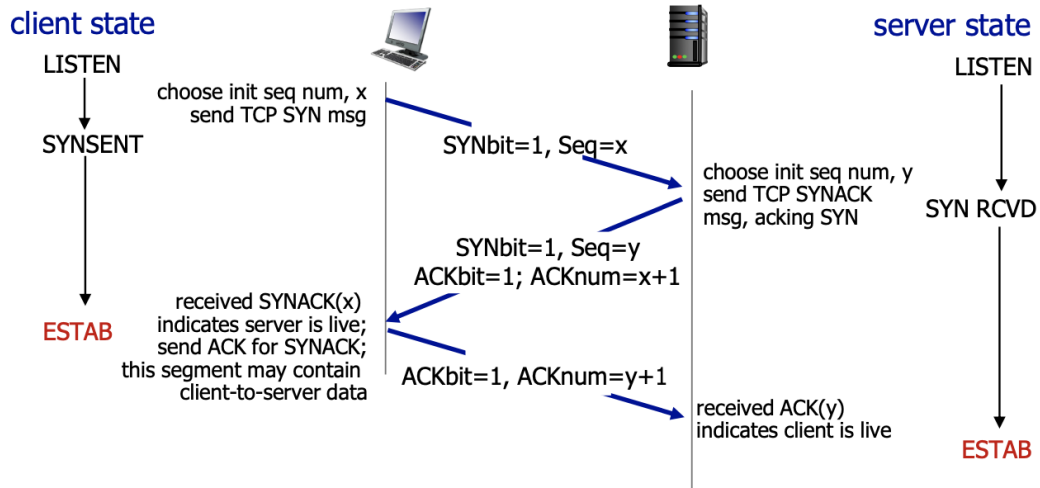 client state
server state
LISTEN
LISTEN
choose init seq num, x
send TCP SYN msg
SYNSENT
SYNbit=1, Seq=x
choose init seq num, y
send TCP SYNACK
msg, acking SYN
SYN RCVD
SYNbit=1, Seq=y
ACKbit=1; ACKnum=x+1
received SYNACK(x)
indicates server is live;
send ACK for SYNACK;
this segment may contain
client-to-server data
ESTAB
ACKbit=1, ACKnum=y+1
received ACK(y)
indicates client is live
ESTAB